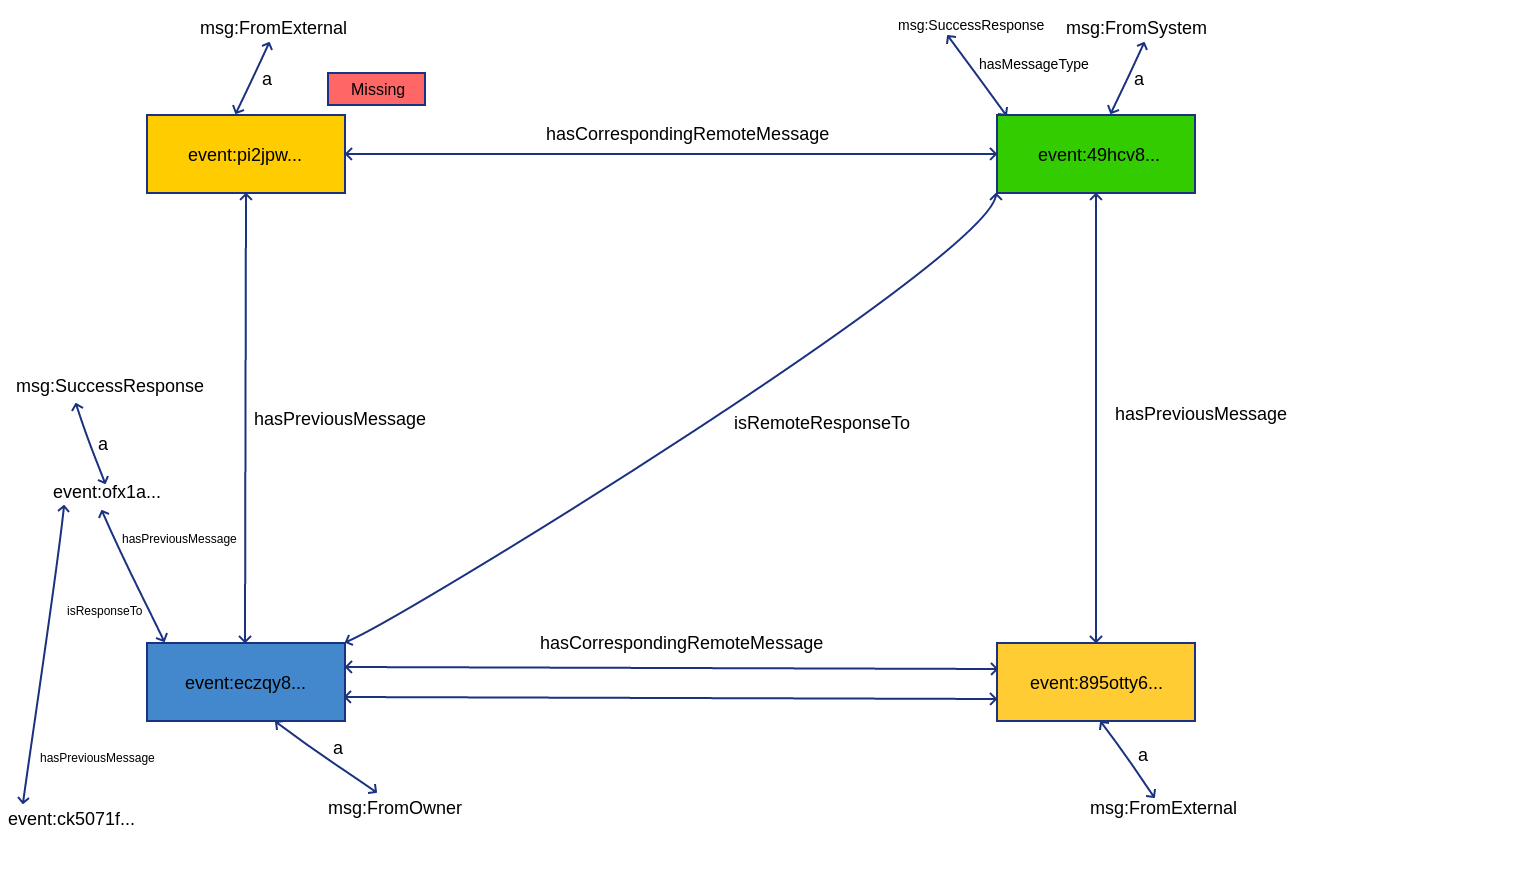 msg:FromExternal
msg:SuccessResponse
msg:FromSystem
hasMessageType
a
a
Missing
hasCorrespondingRemoteMessage
event:pi2jpw...
event:49hcv8...
msg:SuccessResponse
hasPreviousMessage
isRemoteResponseTo
hasPreviousMessage
a
event:ofx1a...
hasPreviousMessage
isResponseTo
hasCorrespondingRemoteMessage
event:eczqy8...
event:895otty6...
a
a
hasPreviousMessage
msg:FromOwner
msg:FromExternal
event:ck5071f...